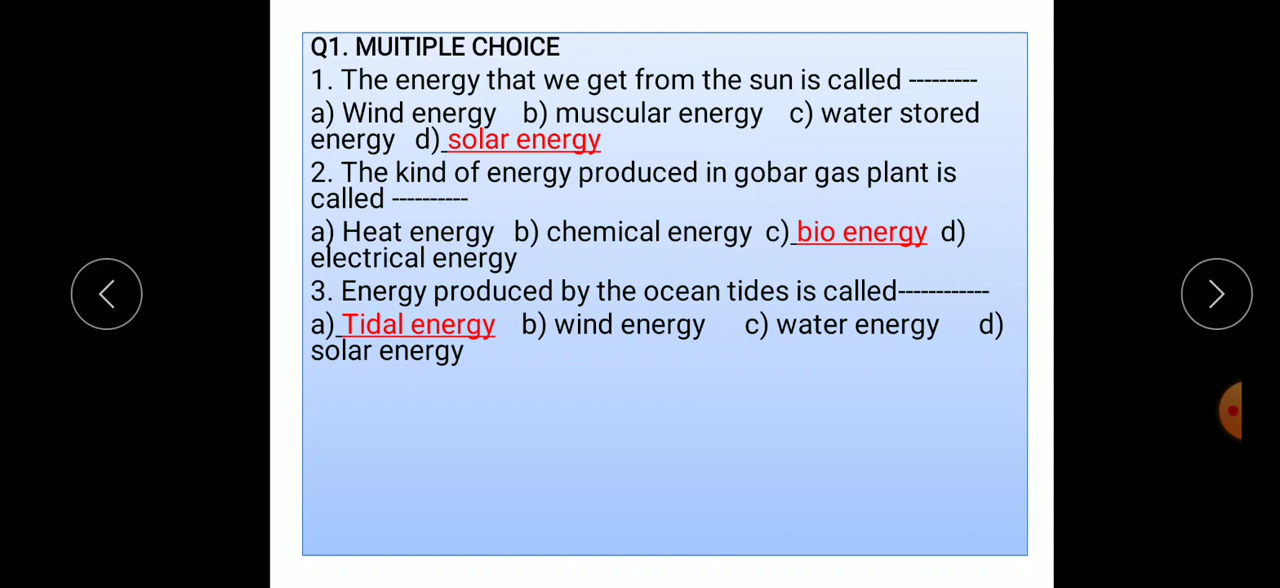 Q1. MUITIPLE CHOICE
1. The energy that we get from the sun is called ---------
a) Wind energy b) muscular energy c) water stored
energy d) solar energy
2. The kind of energy produced in gobar gas plant is
called ----------
a) Heat energy b) chemical energy c) bio energy d)
electrical energy
3. Energy produced by the ocean tides is called------------
a) Tidal energy b) wind energy c) water energy d)
solar energy